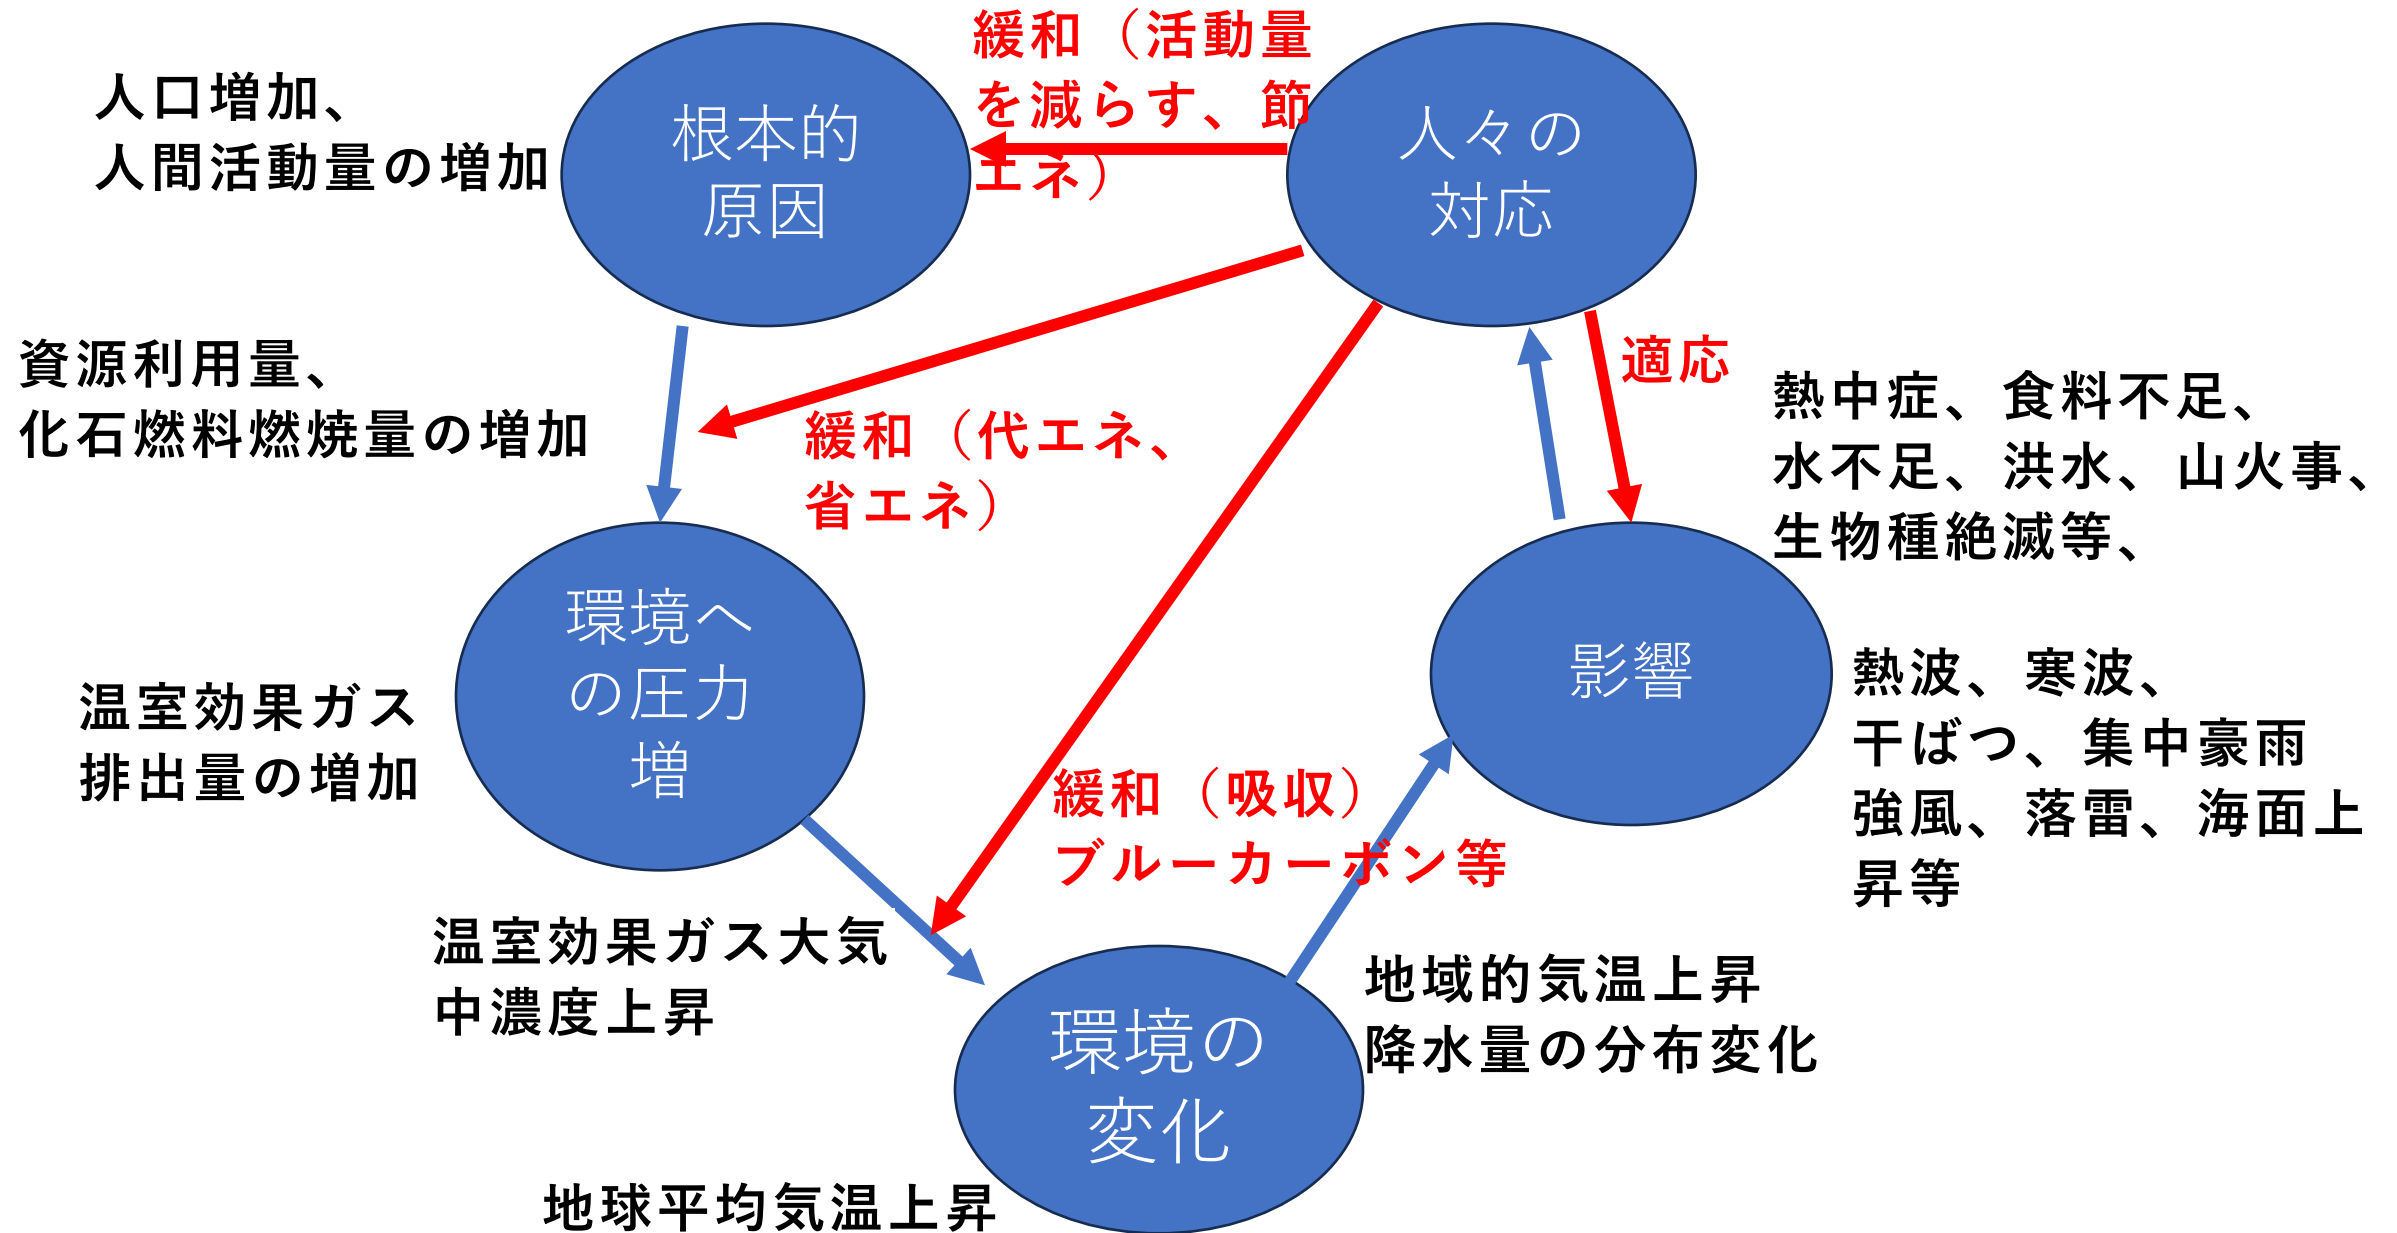 人口増加、
人間活動量の増加
根本的
原因
緩和（活動量
を減らす、節
エネ）
人々の
対応
資源利用量、
化石燃料燃焼量の増加
緩和（代エネ、
省エネ）
適応
熱中症、食料不足、
水不足、洪水、山火事、
生物種絶滅等、
環境へ
の圧力
増
温室効果ガス
排出量の増加
影響
熱波、寒波、
干ばつ、集中豪雨
強風、落雷、海面上
昇等
緩和（吸収）
ブルーカーボン等
温室効果ガス大気
中濃度上昇
環境の
変化
地域的気温上昇
降水量の分布変化
地球平均気温上昇